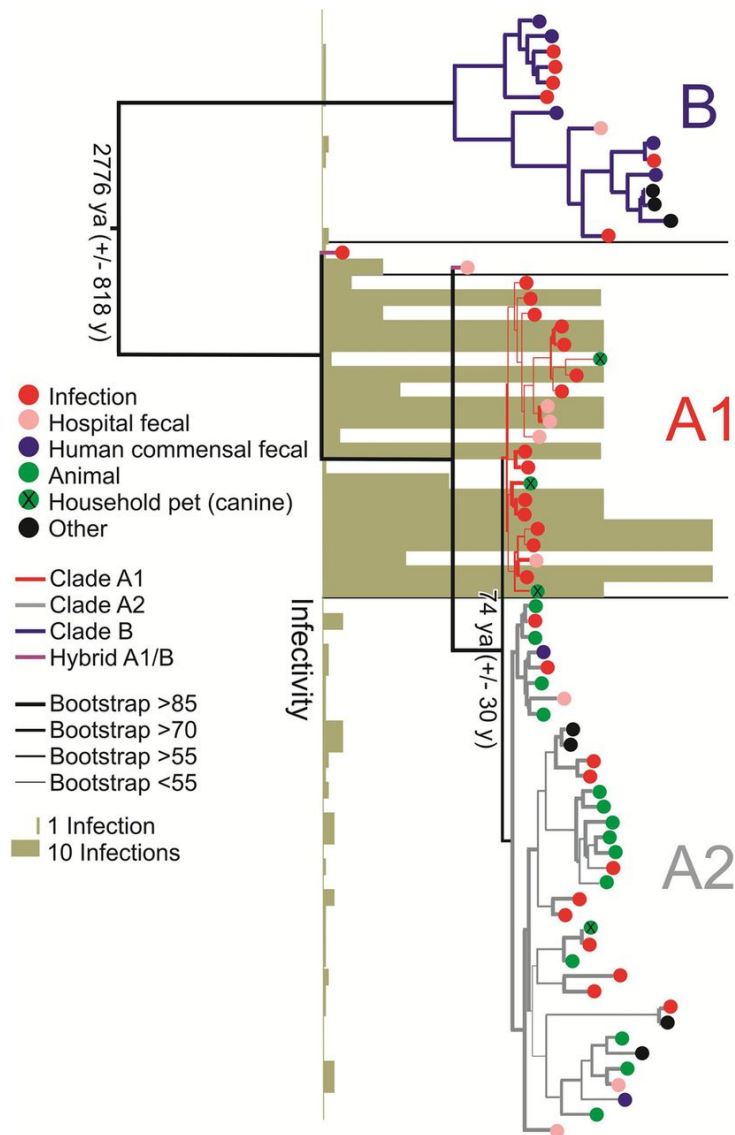 B
2776 ya (+/- 818 y)
A1
Infection
Hospital fecal
Human commensal fecal
Animal
X Household pet (canine)
Other
X
X
X
Clade A1
Clade A2
Clade B
Hybrid A1/B
Infectivity
74 ya (+/- 30 y)
Bootstrap >85
Bootstrap >70
Bootstrap >55
Bootstrap <55
1 Infection
10 Infections
A2
X